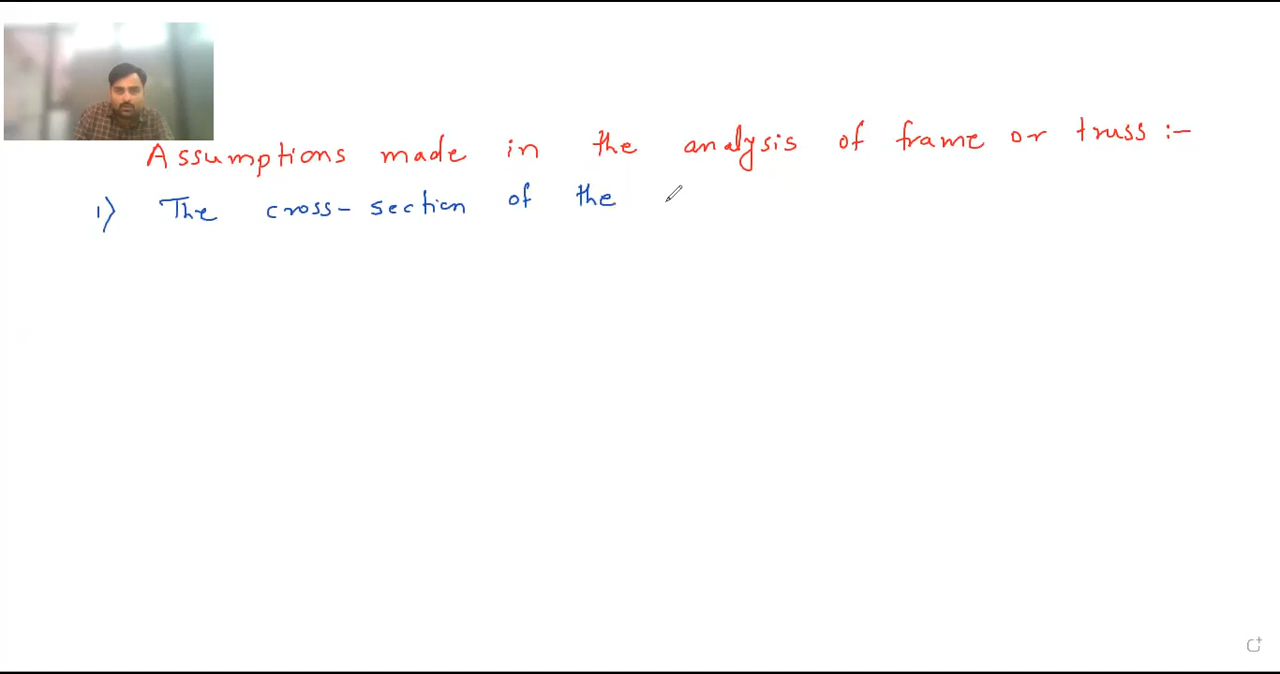 Assumptions made in the analysis of frame or truss :-
1) The cross-section of the